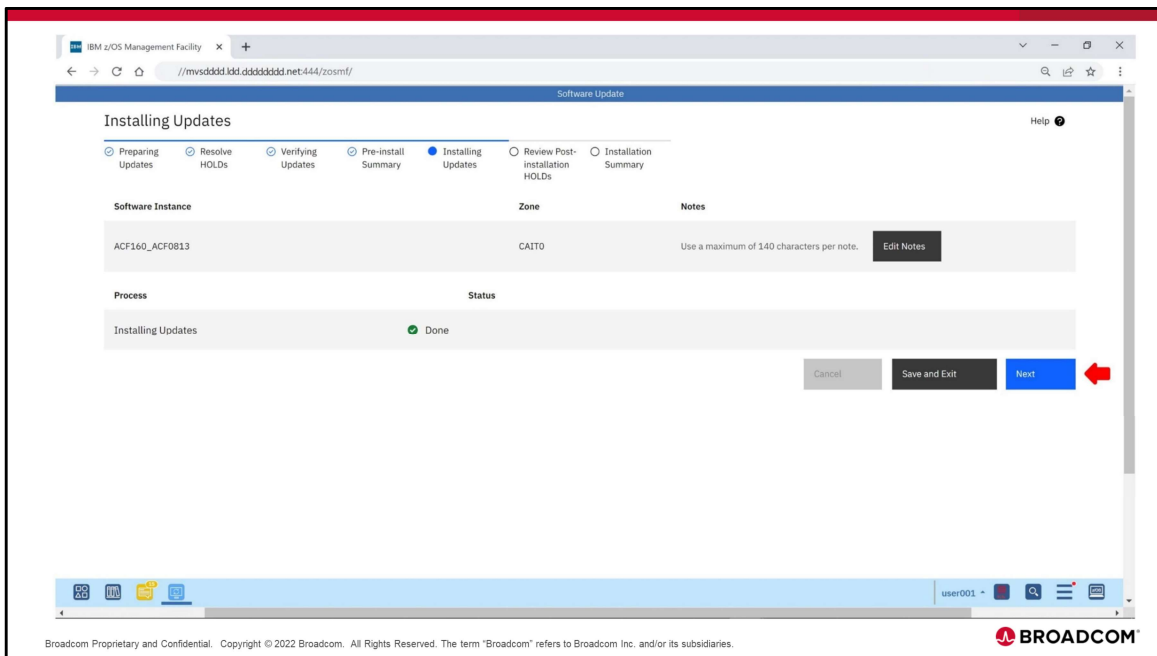 IBM z/OS Management Facility
//mvsdddd.ldd.dddddddd.net:444/zosmf/
Software Update
Installing Updates
Help
Preparing Updates
Resolve HOLDs
Verifying Updates
Pre-install Summary
Installing Updates
Review Post-installation HOLDs
Installation Summary
Software Instance Zone Notes
ACF160_ACF0813 CAIT0 Use a maximum of 140 characters per note. Edit Notes
Process Status
Installing Updates Done
Cancel Save and Exit Next
user001
Broadcom Proprietary and Confidential. Copyright © 2022 Broadcom. All Rights Reserved. The term “Broadcom” refers to Broadcom Inc. and/or its subsidiaries.
BROADCOM®